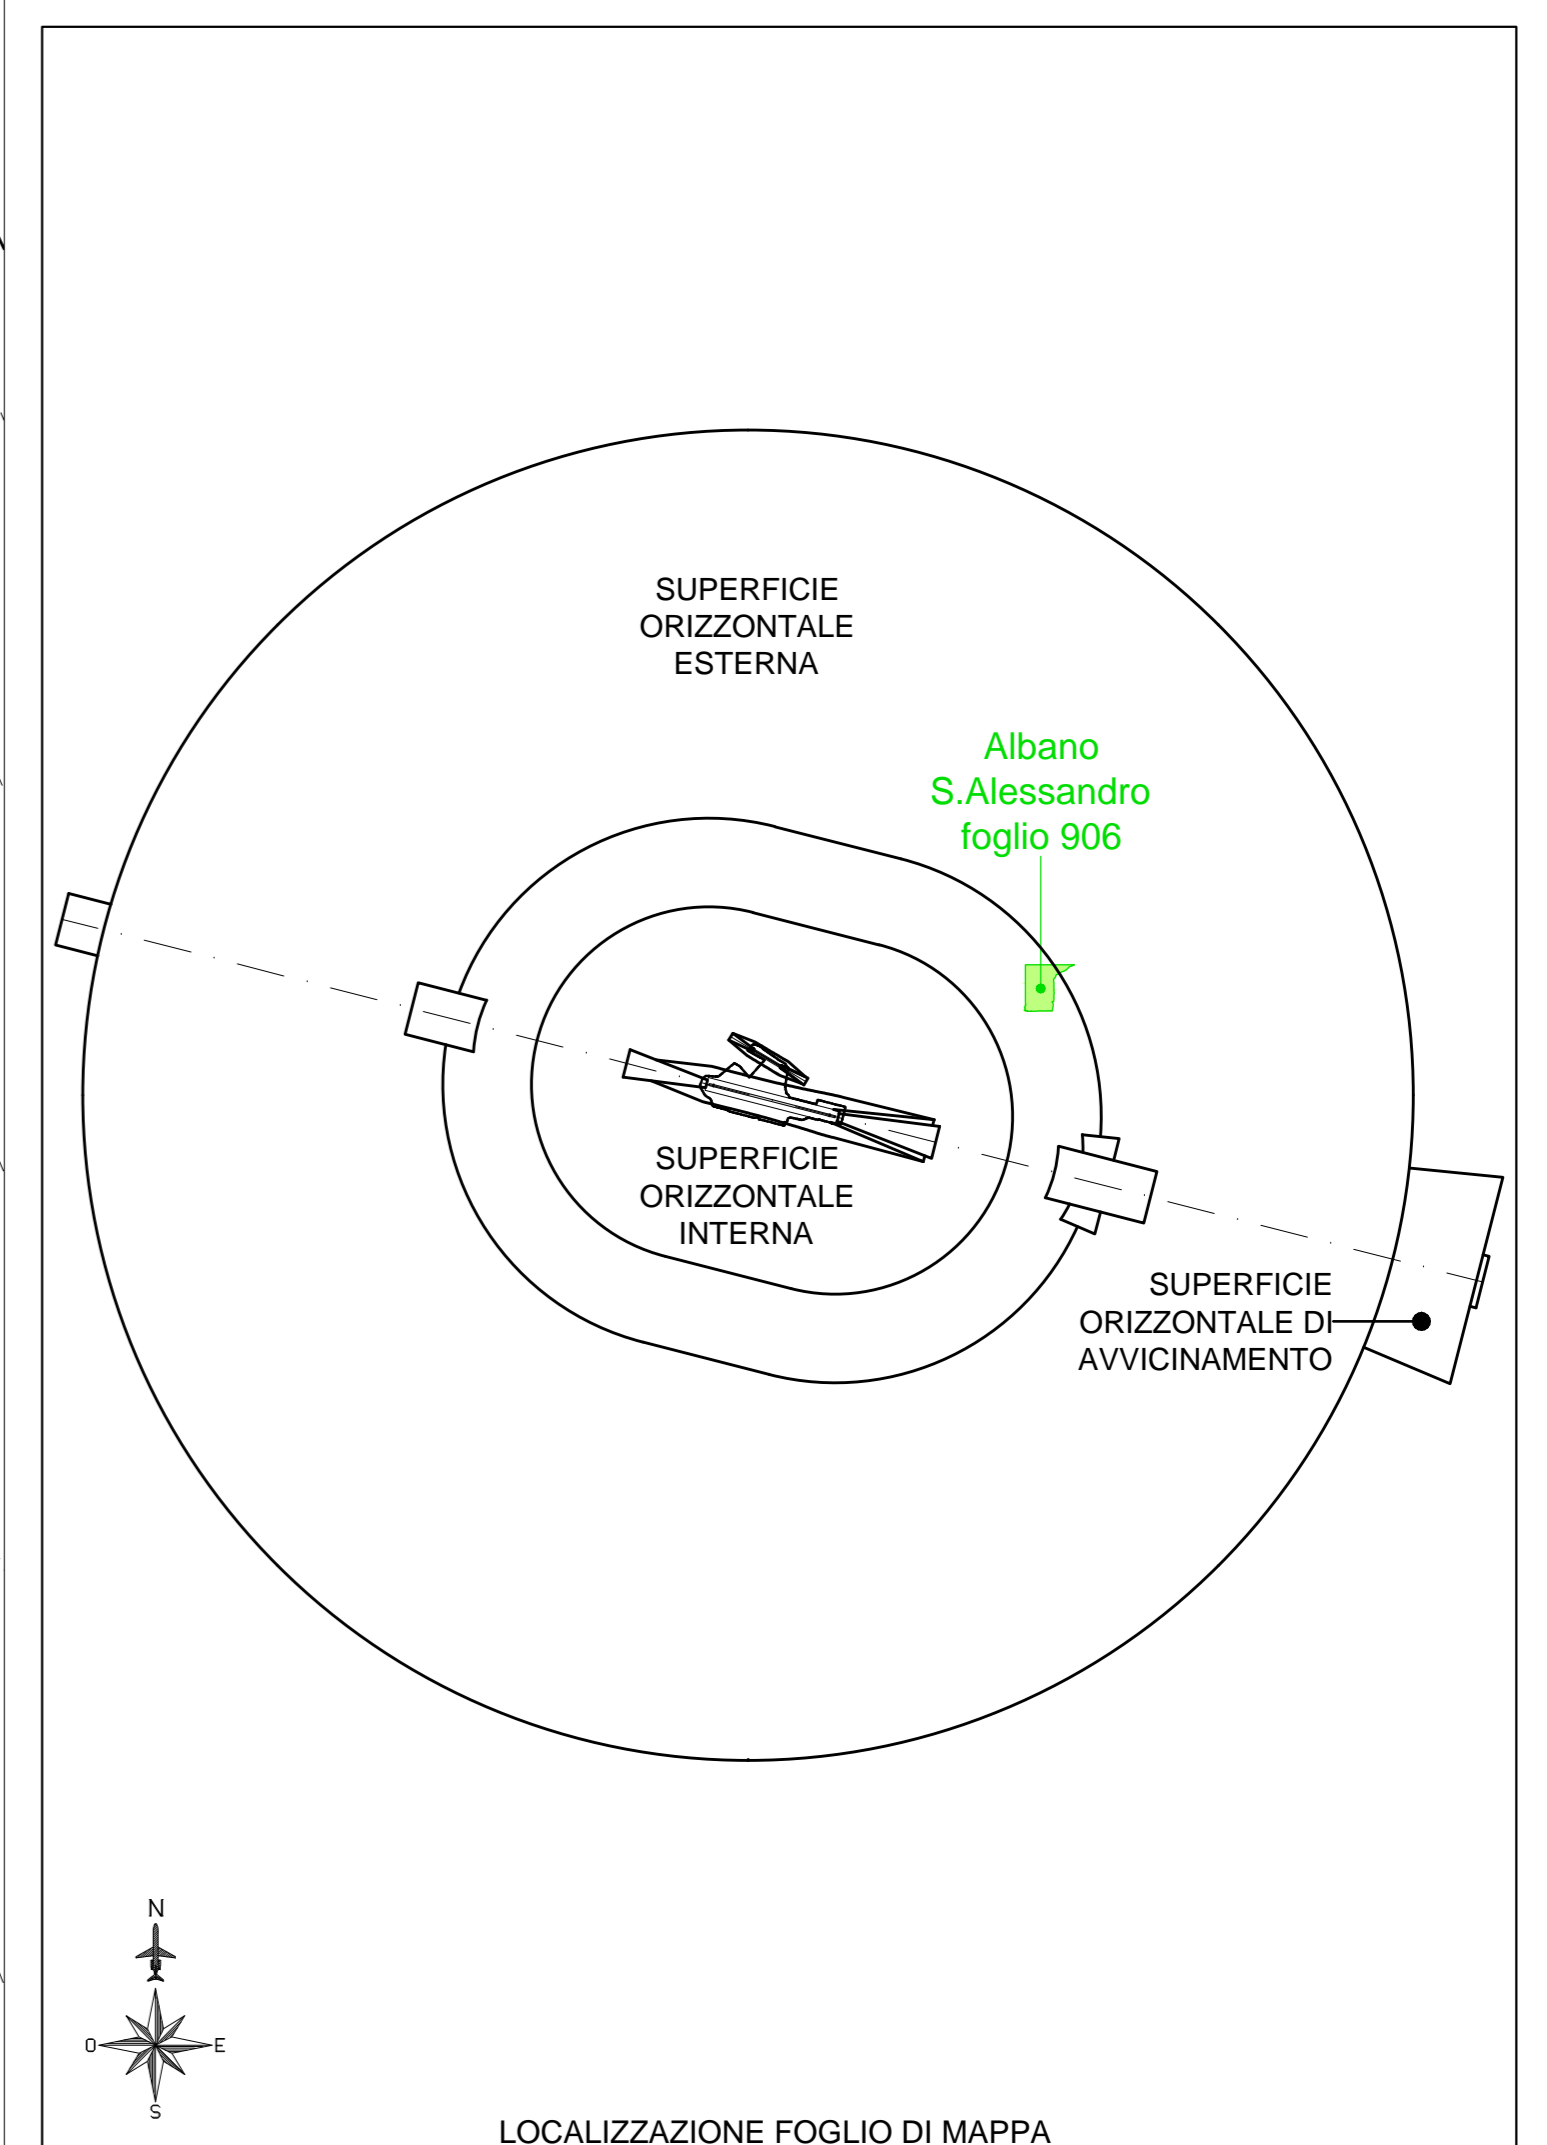 SUPERFICIE
ORIZZONTALE
ESTERNA
Albano
S.Alessandro
foglio 906
SUPERFICIE
ORIZZONTALE
INTERNA
SUPERFICIE
ORIZZONTALE DI
AVVICINAMENTO
N
O E
S
LOCALIZZAZIONE FOGLIO DI MAPPA